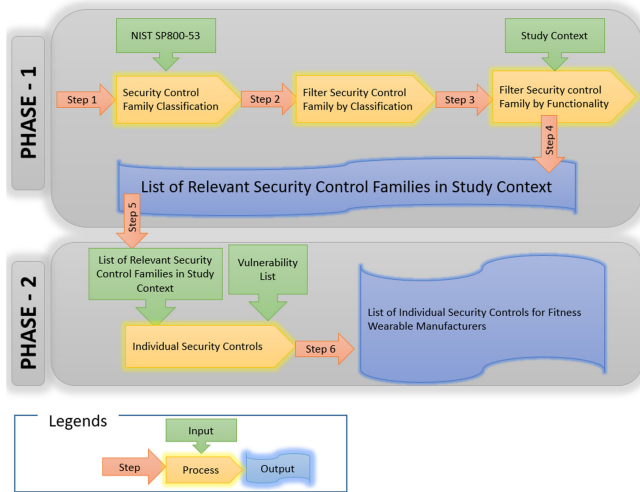 PHASE - 1
NIST SP800-53
Study Context
Step 1
Security Control
Family Classification
Step 2
Filter Security Control
Family by Classification
Step 3
Filter Security control
Family by Functionality
Step 4
List of Relevant Security Control Families in Study Context
Step 5
PHASE - 2
List of Relevant Security
Control Families in Study
Context
Vulnerability
List
Individual Security Controls
Step 6
List of Individual Security Controls for Fitness
Wearable Manufacturers
Legends
Input
Step
Process
Output